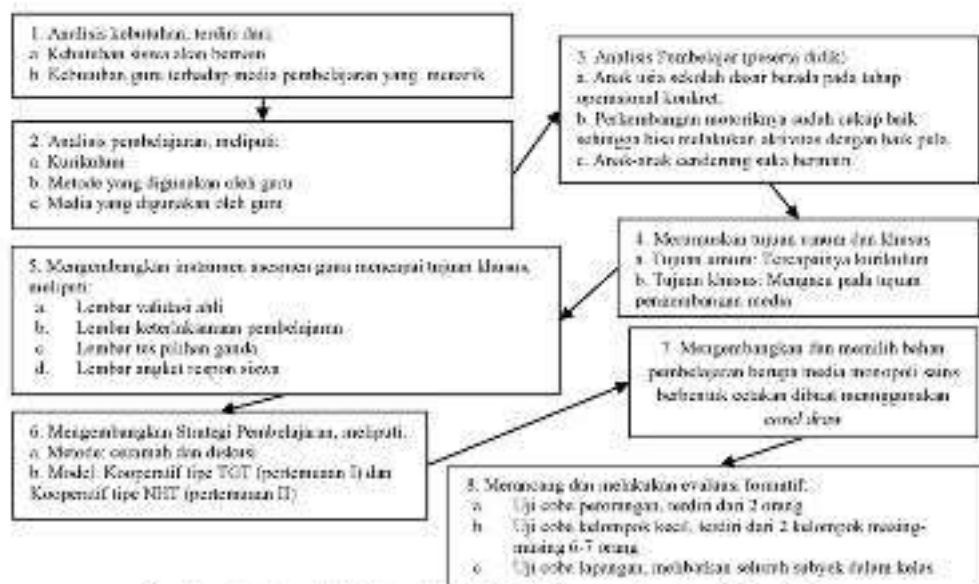 1. Analisis kebutuhan, terdiri dari
a. Kebutuhan siswa akan bermain
b. Kebutuhan guru terhadap media pembelajaran yang menarik
2. Analisis pembelajaran, meliputi:
a. Kurikulum
b. Metode yang digunakan oleh guru
c. Media yang digunakan oleh guru
3. Analisis Pembelajar (peserta didik)
a. Anak usia sekolah dasar berada pada tahap
operasional konkret.
b. Perkembangan motoriknya sudah cukup baik
sehingga bisa melakukan aktivitas dengan baik pula.
c. Anak-anak cenderung suka bermain
4. Merumuskan tujuan umum dan khusus
a. Tujuan umum: Tercapainya kurikulum
b. Tujuan khusus: Mengacu pada tujuan
pengembangan media
5. Mengembangkan instrumen asesmen guna mencapai tujuan khusus,
meliputi:
a. Lembar validasi ahli
b. Lembar keterlaksanaan pembelajaran
c. Lembar tes pilihan ganda
d. Lembar angket respon siswa
6. Mengembangkan Strategi Pembelajaran, meliputi:
a. Metode: ceramah dan diskusi
b. Model: Kooperatif tipe TGT (pertemuan I) dan
Kooperatif tipe NHT (pertemuan II)
7. Mengembangkan dan memilih bahan
pembelajaran berupa media monopoli sains
berbentuk cetakan dibuat menggunakan
corel draw
8. Merancang dan melakukan evaluasi formatif:
a. Uji coba perorangan, terdiri dari 2 orang
b. Uji coba kelompok kecil, terdiri dari 2 kelompok masing-
masing 6-7 orang
c. Uji coba lapangan, melibatkan seluruh subyek dalam kelas